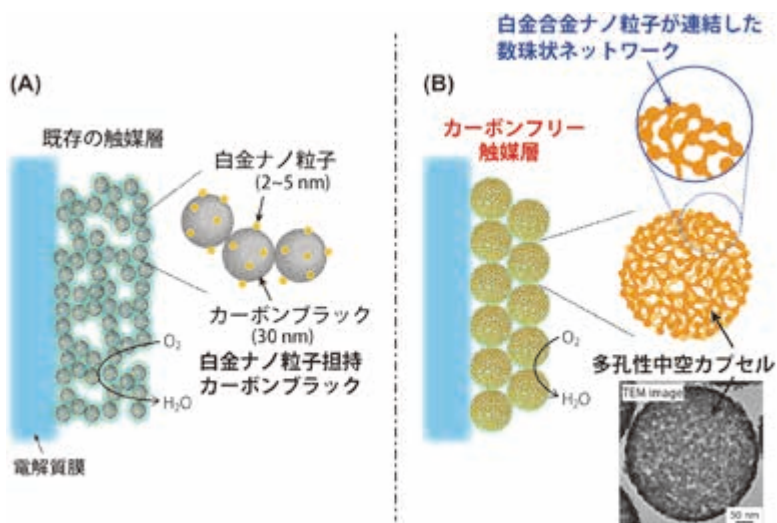 (A)
既存の触媒層
白金ナノ粒子
(2~5 nm)
カーボンブラック
(30 nm)
白金ナノ粒子担持
カーボンブラック
O₂
H₂O
電解質膜
白金合金ナノ粒子が連結した
数珠状ネットワーク
(B)
カーボンフリー
触媒層
O₂
H₂O
多孔性中空カプセル
TEM image
50 nm